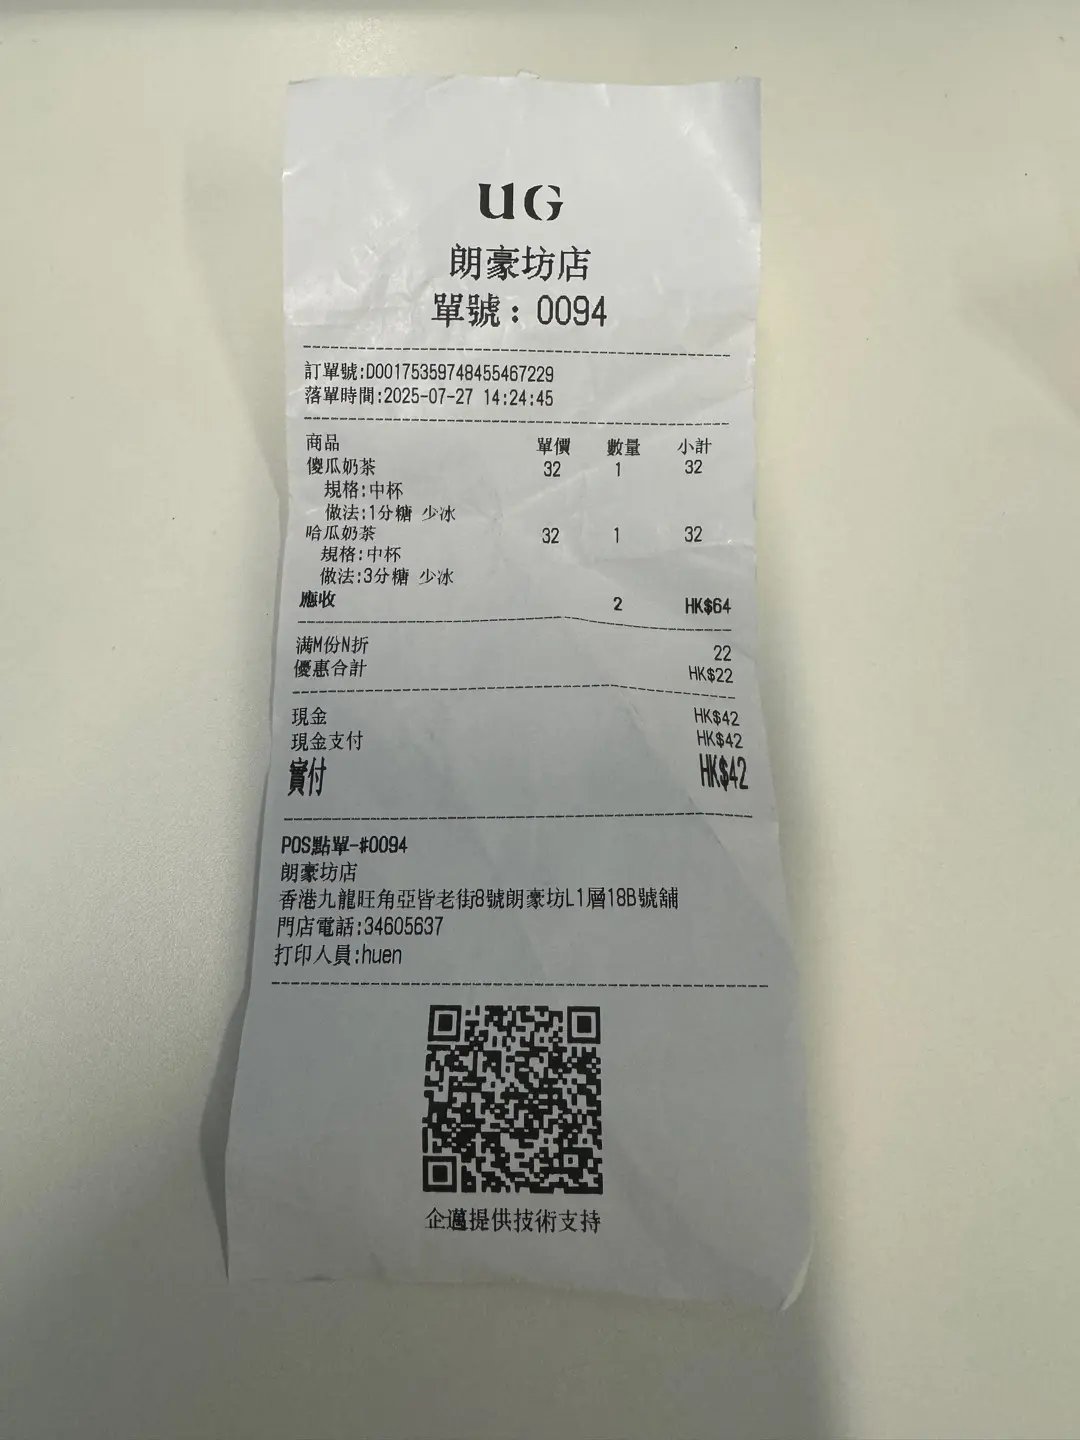 UG
朗豪坊店
單號：0094
訂單號:D00175359748455467229
落單時間:2025-07-27 14:24:45
商品 單價 數量 小計
傻瓜奶茶 32 1 32
規格:中杯
做法:1分糖 少冰
哈瓜奶茶 32 1 32
規格:中杯
做法:3分糖 少冰
應收 2 HK$64
满M份N折 22
優惠合計 HK$22
現金 HK$42
現金支付 HK$42
實付 HK$42
POS點單-#0094
朗豪坊店
香港九龍旺角亞皆老街8號朗豪坊L1層18B號舖
門店電話:34605637
打印人員:huen
企邁提供技術支持